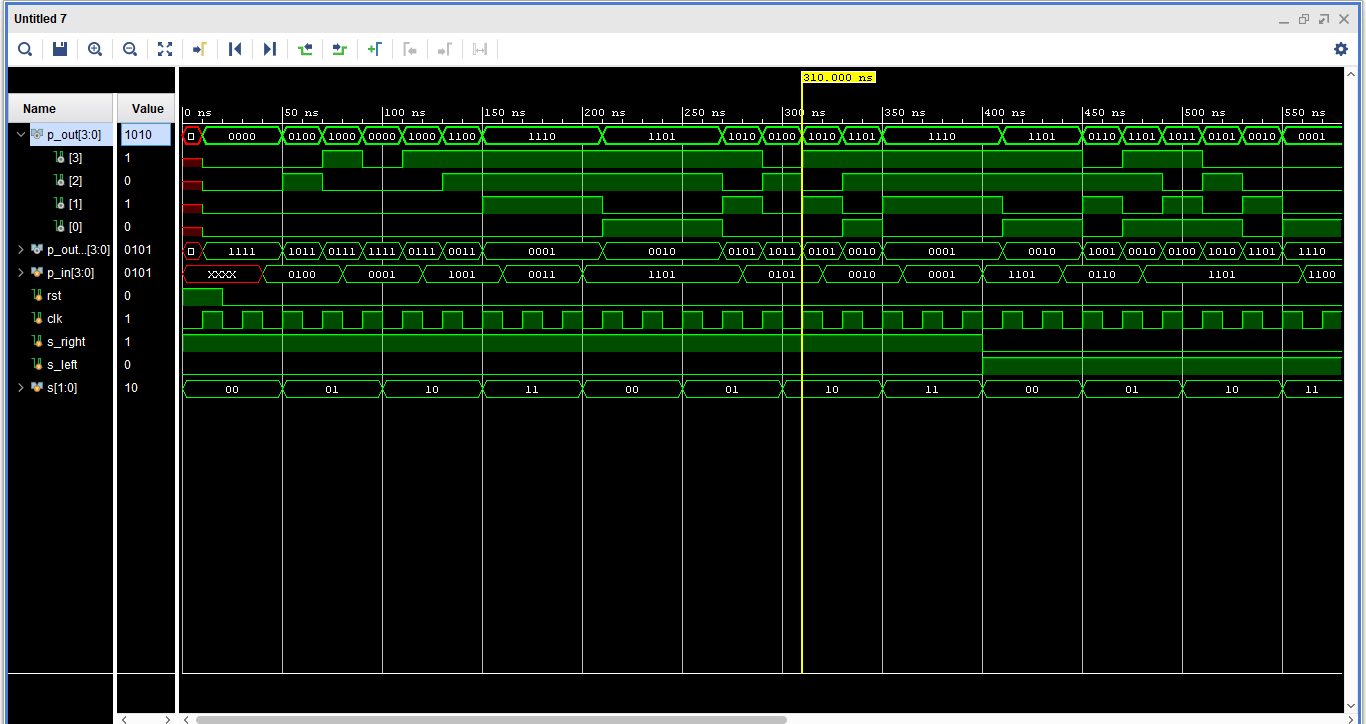 Untitled 7
310.000 ns
Name Value
0 ns 50 ns 100 ns 150 ns 200 ns 250 ns 300 ns 350 ns 400 ns 450 ns 500 ns 550 ns
p_out[3:0] 1010 0000 0100 1000 0000 1000 1100 1110 1101 1010 0100 1010 1101 1110 1101 0110 1101 1011 0101 0010 0001
[3] 1
[2] 0
[1] 1
[0] 0
p_out...[3:0] 0101 1111 1011 0111 1111 0111 0011 0001 0010 0101 1011 0101 0010 0001 0010 1001 0010 0100 1010 1101 1110
p_in[3:0] 0101 XXXX 0100 0001 1001 0011 1101 0101 0010 0001 1101 0110 1101 1100
rst 0
clk 1
s_right 1
s_left 0
s[1:0] 10 00 01 10 11 00 01 10 11 00 01 10 11